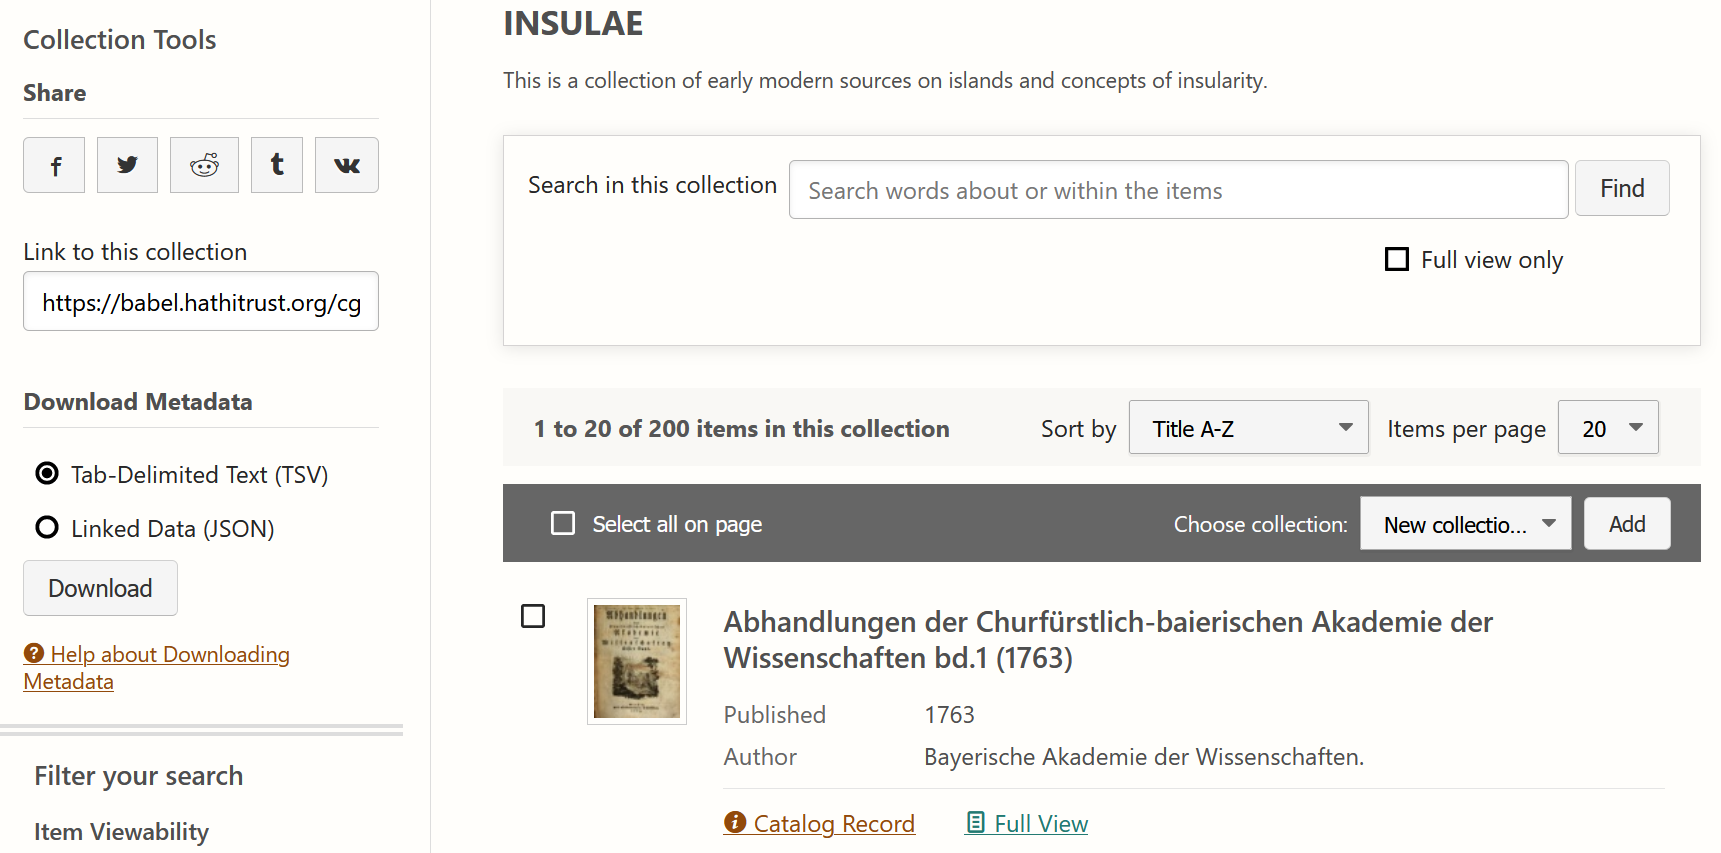 Collection Tools
Share
f
t
Link to this collection
https://babel.hathitrust.org/cg
Download Metadata
Tab-Delimited Text (TSV)
Linked Data (JSON)
Download
? Help about Downloading
Metadata
Filter your search
Item Viewability
INSULAE
This is a collection of early modern sources on islands and concepts of insularity.
Search in this collection
Search words about or within the items
Find
Full view only
1 to 20 of 200 items in this collection
Sort by
Title A-Z
Items per page
20
Select all on page
Choose collection:
New collectio...
Add
Abhandlungen
Akademie
Abhandlungen der Churfürstlich-baierischen Akademie der
Wissenschaften bd.1 (1763)
Published 1763
Author Bayerische Akademie der Wissenschaften.
i Catalog Record
Full View